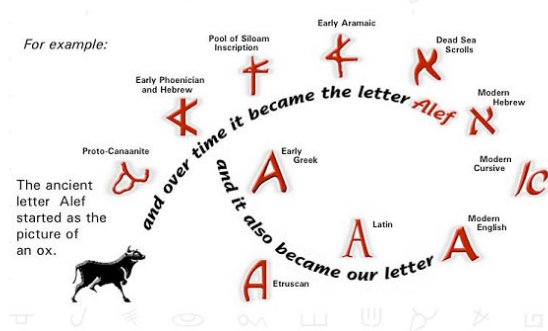 For example:
The ancient
letter Alef
started as the
picture of
an ox.
Proto-Canaanite
Early Phoenician
and Hebrew
Pool of Siloam
Inscription
Early Aramaic
Dead Sea
Scrolls
Modern
Hebrew
א
Modern
Cursive
and over time it became the letter Alef
Early
Greek
A
Etruscan
A
Latin
A
Modern
English
A
and it also became our letter